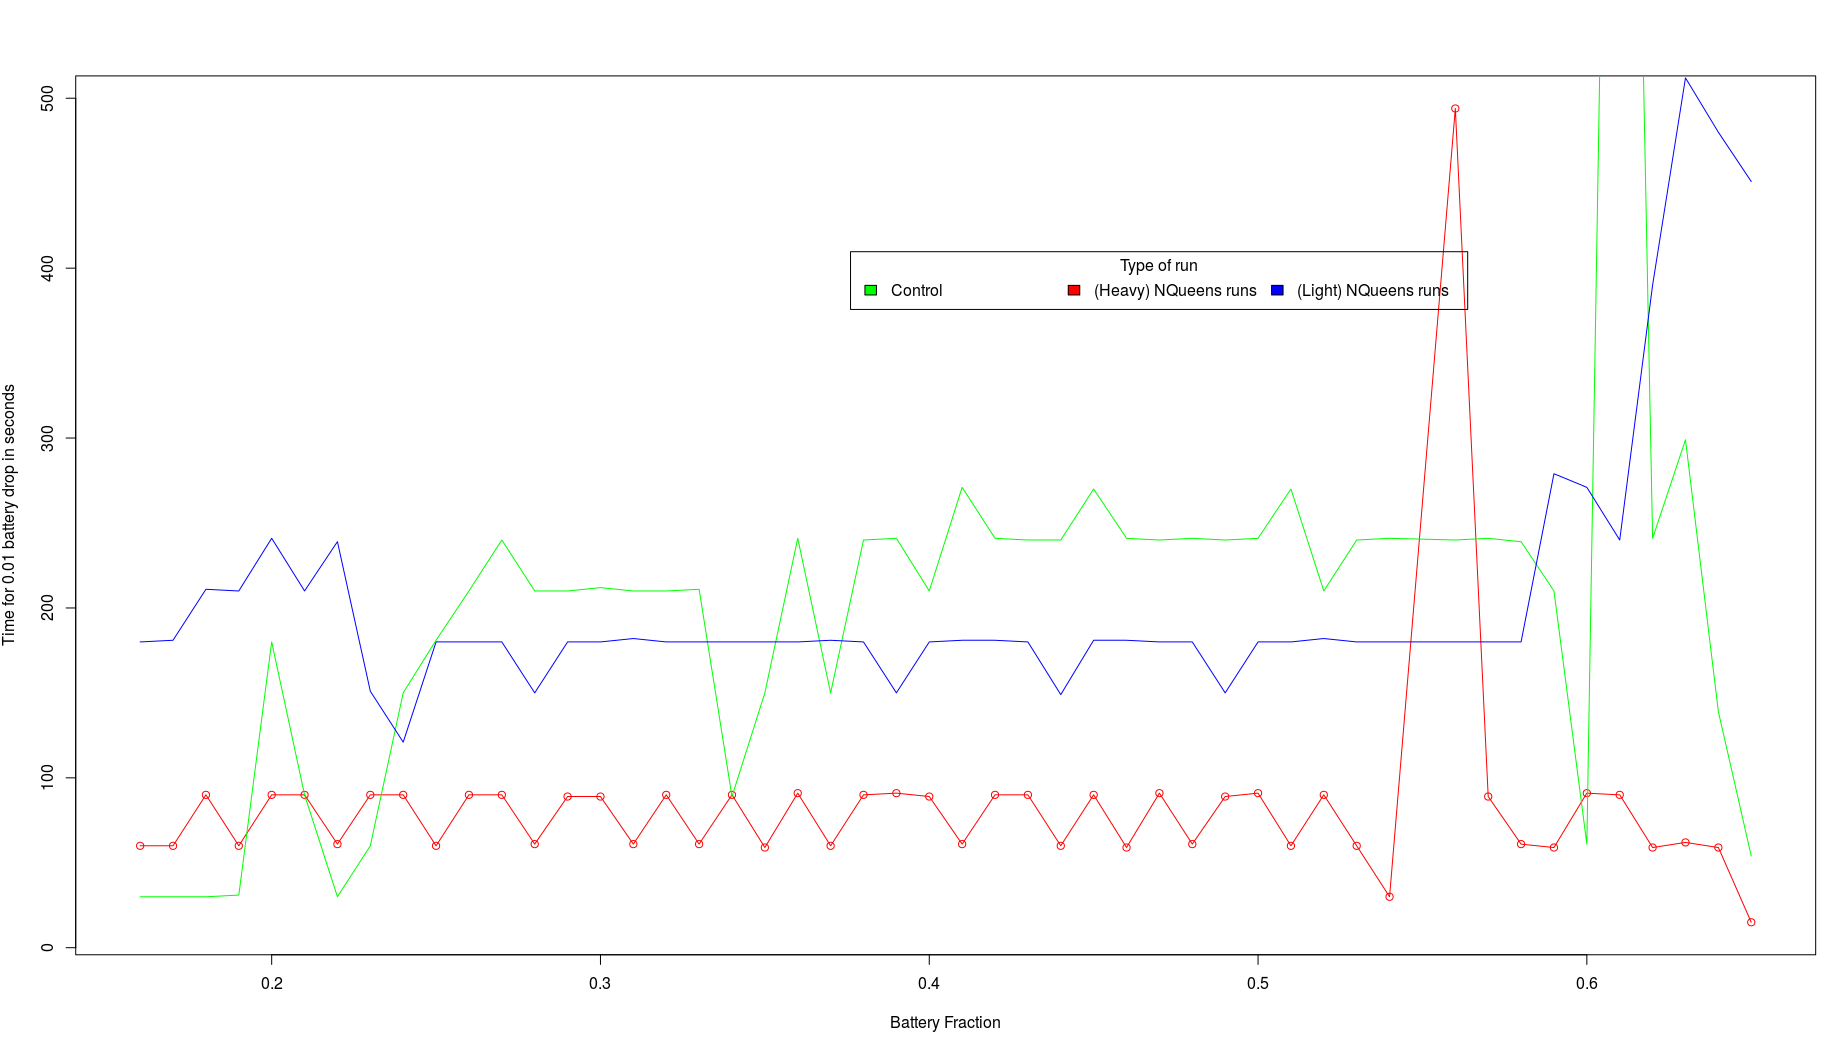 Time for 0.01 battery drop in seconds
500
400
300
200
100
0
Type of run
Control (Heavy) NQueens runs (Light) NQueens runs
0.2 0.3 0.4 0.5 0.6
Battery Fraction